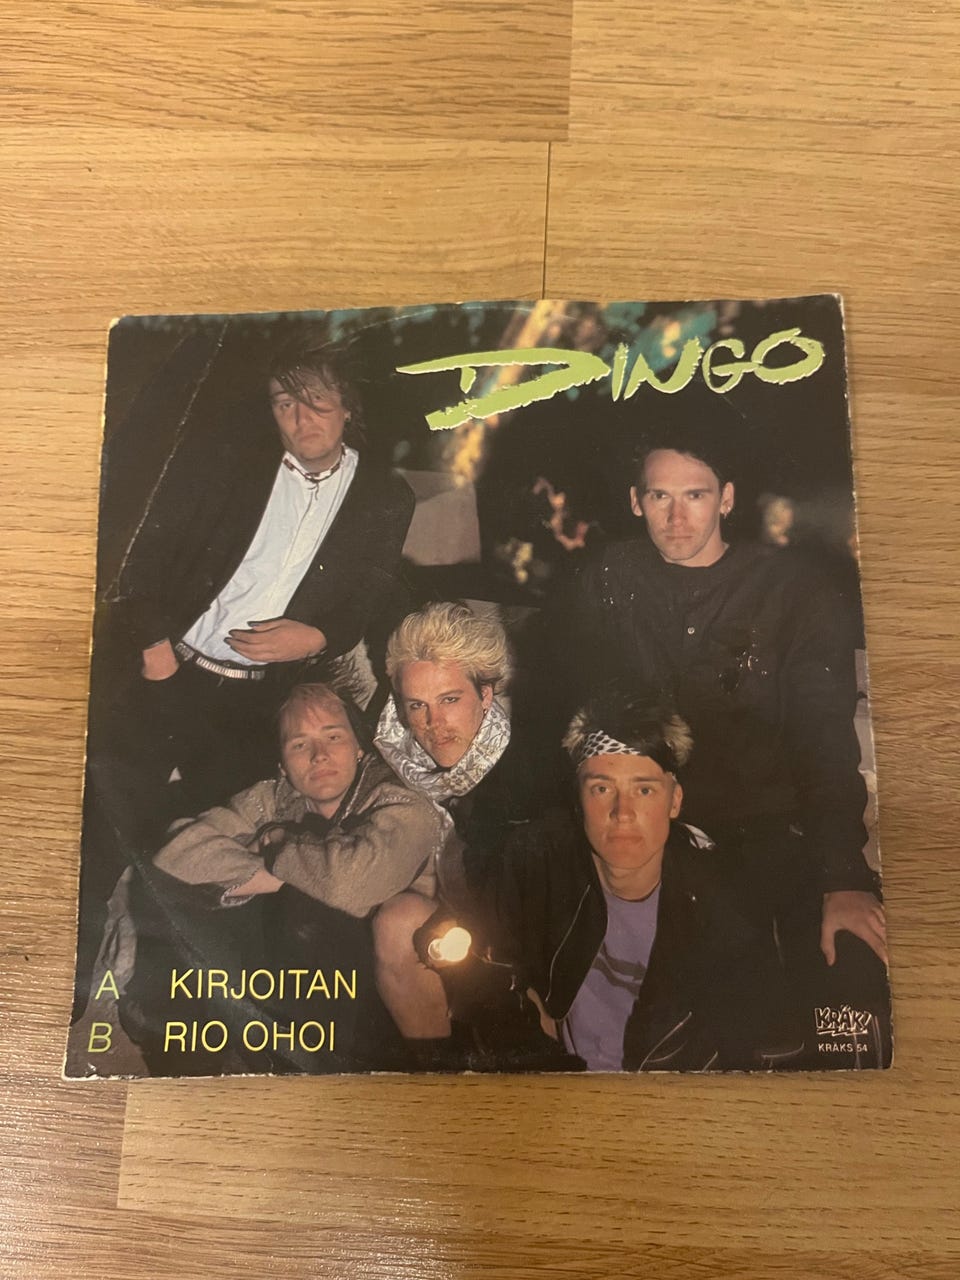 DINGO
A KIRJOITAN
B RIO OHOI
KRÄK!
KRÄKS 54